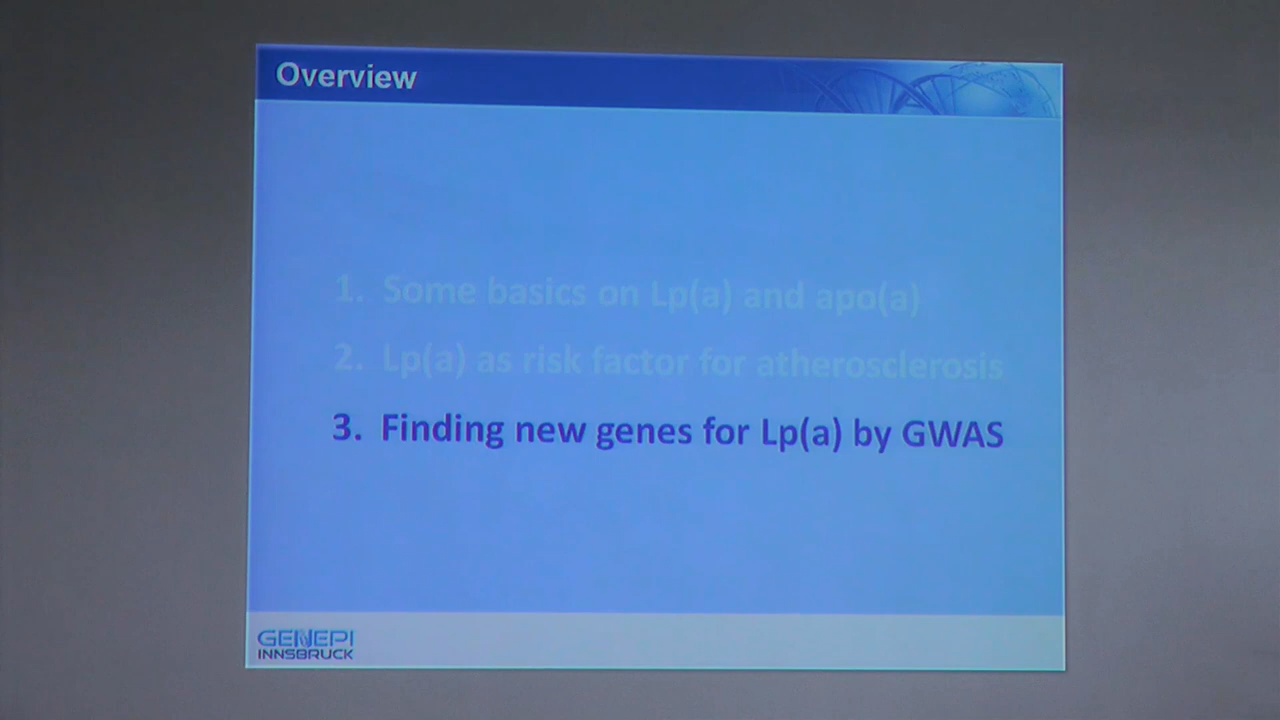 Overview
1. Some basics on Lp(a) and apo(a)
2. Lp(a) as risk factor for atherosclerosis
3. Finding new genes for Lp(a) by GWAS
GENEPI
INNSBRUCK